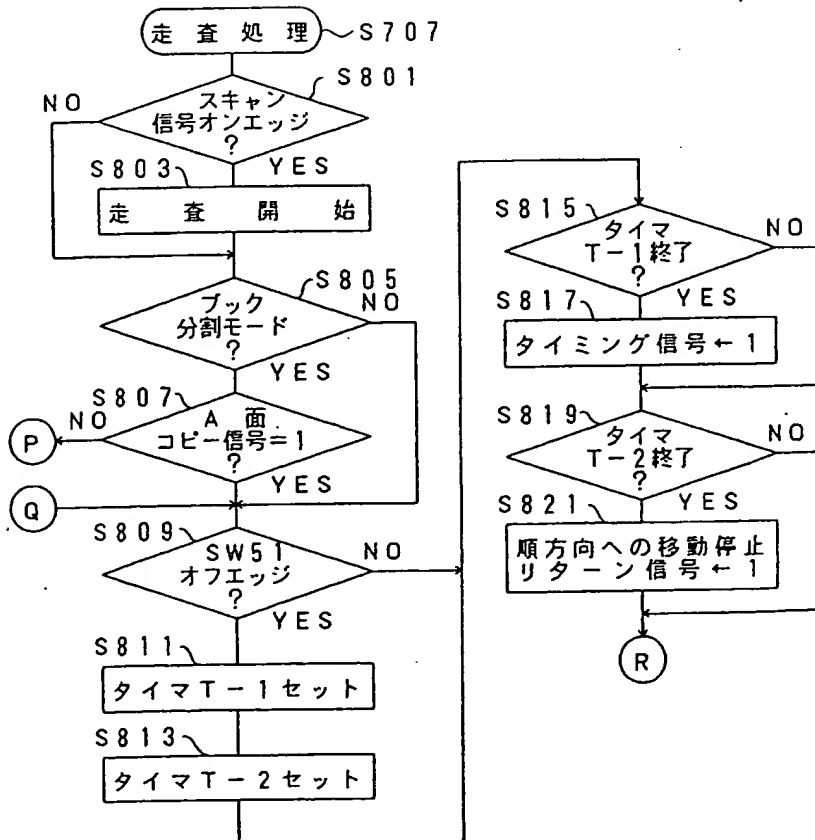 走査処理
S707
S801
NO
スキャン
信号オンエッジ
?
YES
S803
走査開始
S805
NO
ブック
分割モード
?
YES
S807
NO
A面
コピー信号=1
?
YES
P
Q
S809
NO
SW51
オフエッジ
?
YES
S811
タイマT-1セット
S813
タイマT-2セット
S815
NO
タイマ
T-1終了
?
YES
S817
タイミング信号←1
S819
NO
タイマ
T-2終了
?
YES
S821
順方向への移動停止
リターン信号←1
R